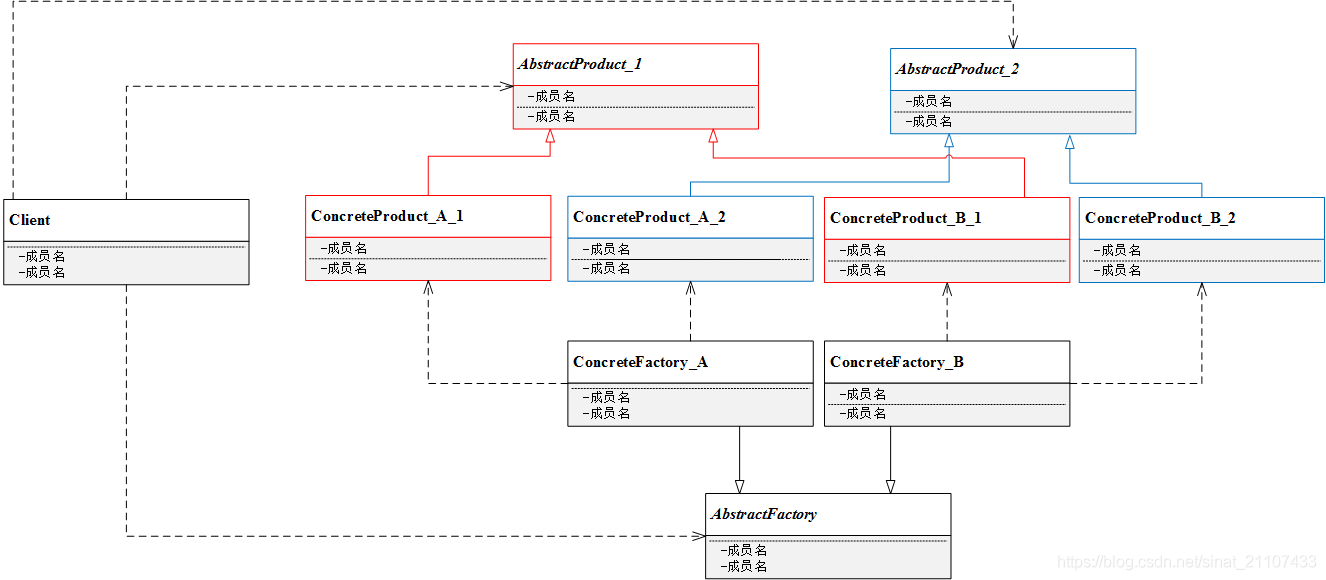 AbstractProduct_1
-成员名
-成员名
AbstractProduct_2
-成员名
-成员名
Client
-成员名
-成员名
ConcreteProduct_A_1
-成员名
-成员名
ConcreteProduct_A_2
-成员名
-成员名
ConcreteProduct_B_1
-成员名
-成员名
ConcreteProduct_B_2
-成员名
-成员名
ConcreteFactory_A
-成员名
-成员名
ConcreteFactory_B
-成员名
-成员名
AbstractFactory
-成员名
-成员名
https://blog.csdn.net/sinat_21107433